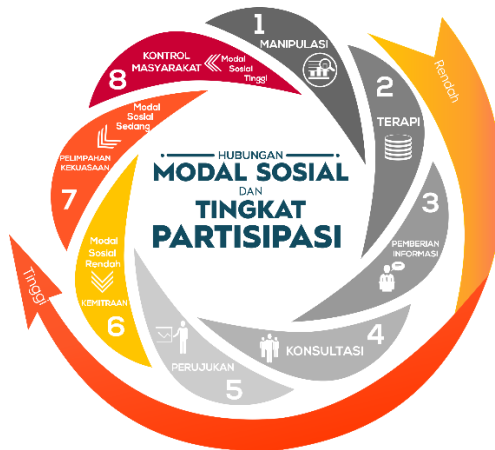 HUBUNGAN
MODAL SOSIAL
DAN
TINGKAT
PARTISIPASI
1
MANIPULASI
2
TERAPI
3
PEMBERIAN
INFORMASI
4
KONSULTASI
5
PERUJUKAN
6
KEMITRAAN
Modal
Sosial
Rendah
7
PELIMPAHAN
KEKUASAAN
Modal
Sosial
Sedang
8
KONTROL
MASYARAKAT
Modal
Sosial
Tinggi
Rendah
Tinggi